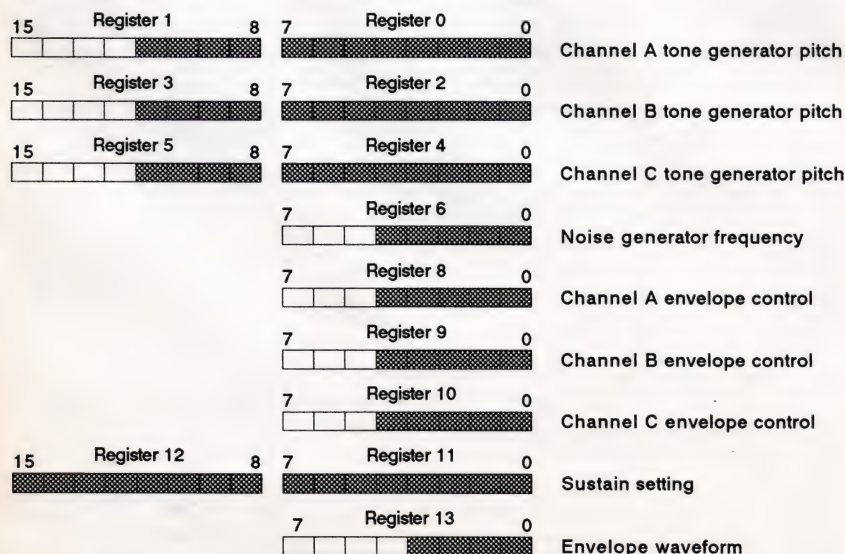 15 Register 1 8 7 Register 0 0
Channel A tone generator pitch
15 Register 3 8 7 Register 2 0
Channel B tone generator pitch
15 Register 5 8 7 Register 4 0
Channel C tone generator pitch
7 Register 6 0
Noise generator frequency
7 Register 8 0
Channel A envelope control
7 Register 9 0
Channel B envelope control
7 Register 10 0
Channel C envelope control
15 Register 12 8 7 Register 11 0
Sustain setting
7 Register 13 0
Envelope waveform